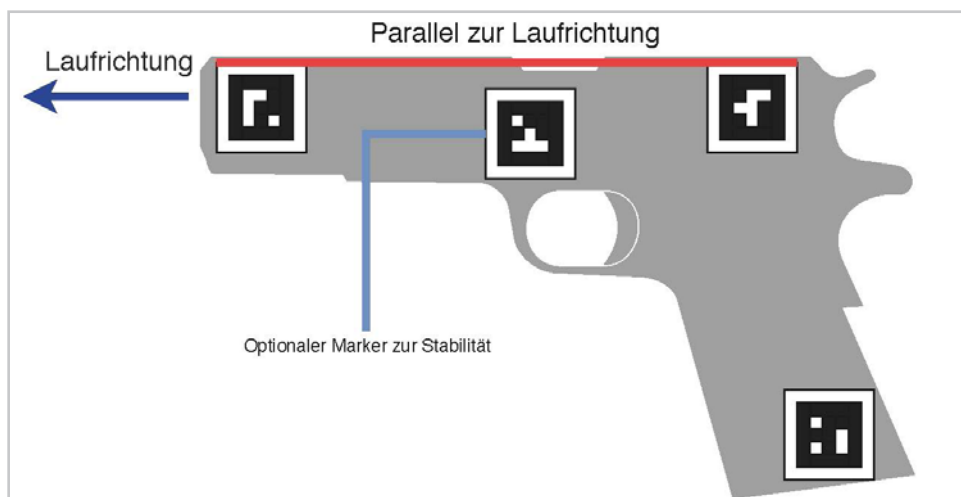 Parallel zur Laufrichtung
Laufrichtung
Optionaler Marker zur Stabilität